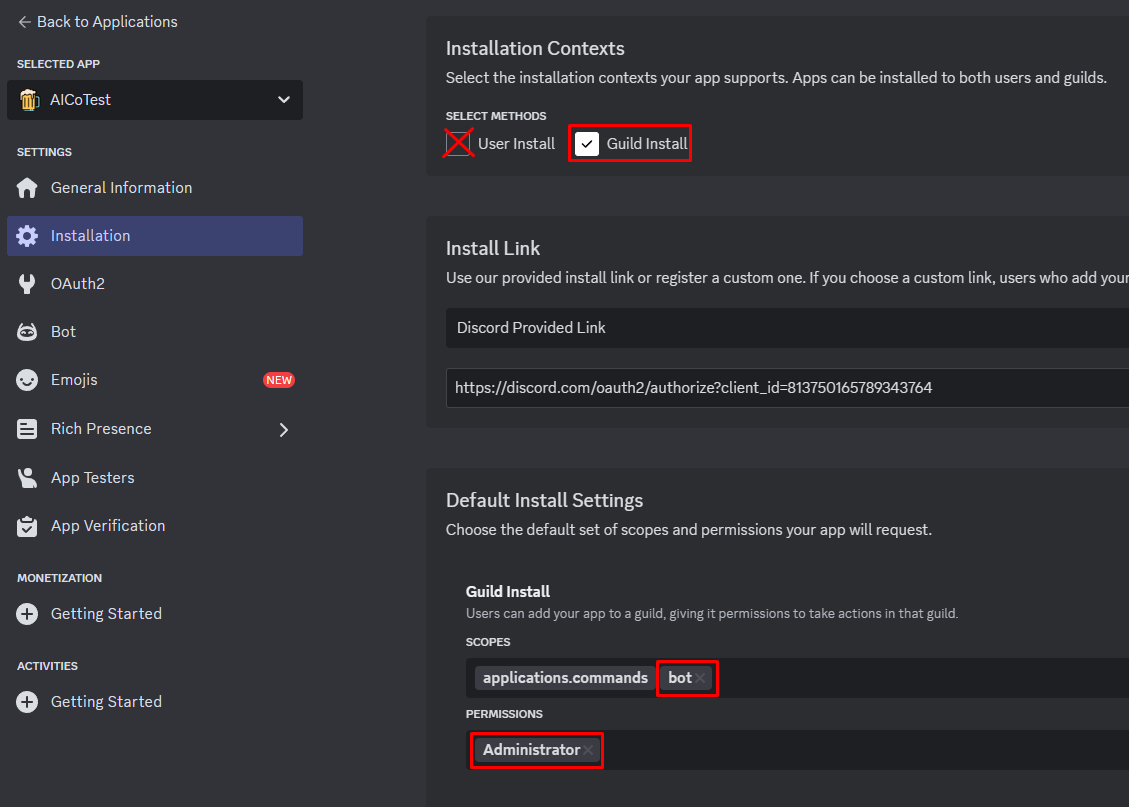 Back to Applications
SELECTED APP
AICoTest
SETTINGS
General Information
Installation
OAuth2
Bot
Emojis NEW
Rich Presence
App Testers
App Verification
MONETIZATION
Getting Started
ACTIVITIES
Getting Started
Installation Contexts
Select the installation contexts your app supports. Apps can be installed to both users and guilds.
SELECT METHODS
User Install Guild Install
Install Link
Use our provided install link or register a custom one. If you choose a custom link, users who add your
Discord Provided Link
https://discord.com/oauth2/authorize?client_id=813750165789343764
Default Install Settings
Choose the default set of scopes and permissions your app will request.
Guild Install
Users can add your app to a guild, giving it permissions to take actions in that guild.
SCOPES
applications.commands bot
PERMISSIONS
Administrator